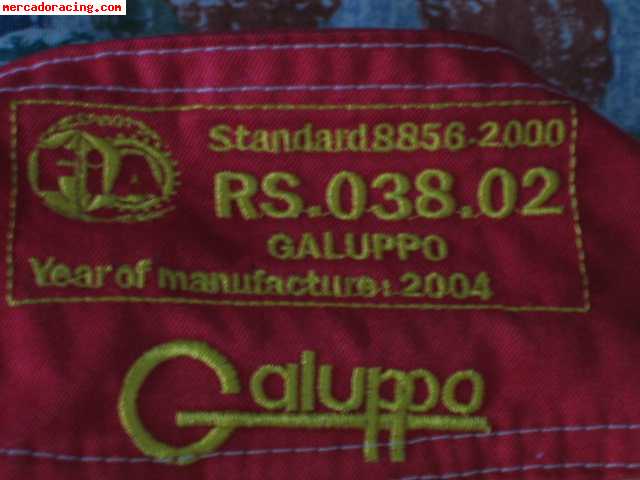 mercadoracing.com
Standard 8856-2000
RS.038.02
GALUPPO
Year of manufacture: 2004
Galuppo